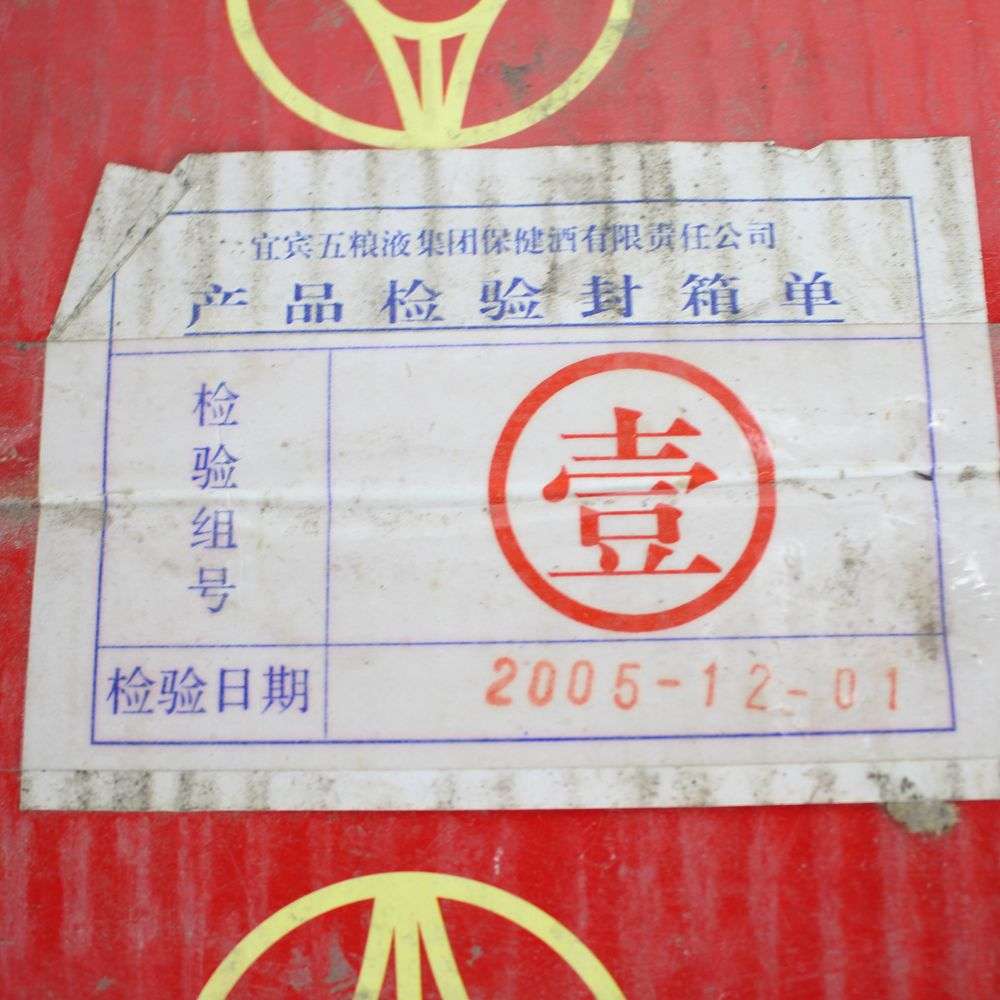 宜宾五粮液集团保健酒有限责任公司
产品检验封箱单
检验组号
壹
检验日期
2005-12-01